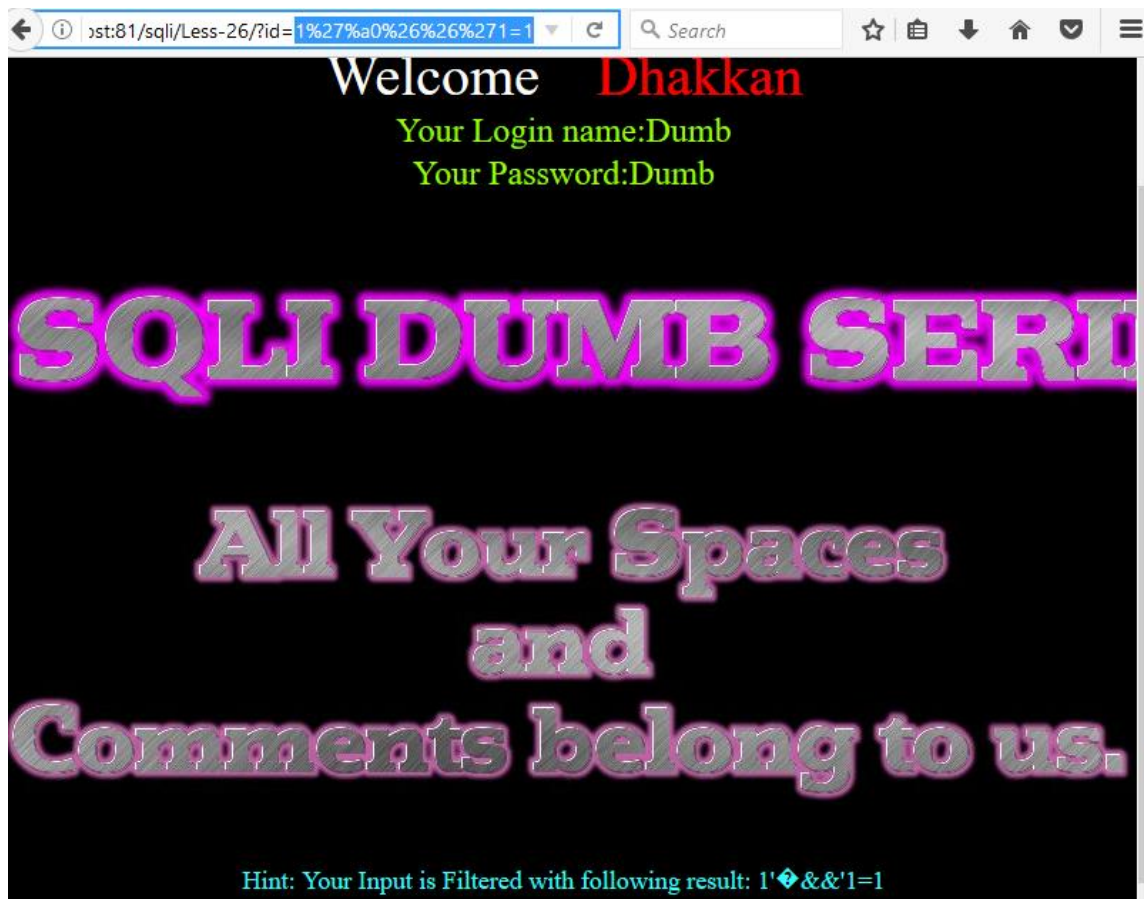 ost:81/sqli/Less-26/?id=1%27%a0%26%26%271=1
Search
Welcome Dhakkan
Your Login name:Dumb
Your Password:Dumb
SQLI DUMB SERI
All Your Spaces
and
Comments belong to us.
Hint: Your Input is Filtered with following result: 1'�&&'1=1